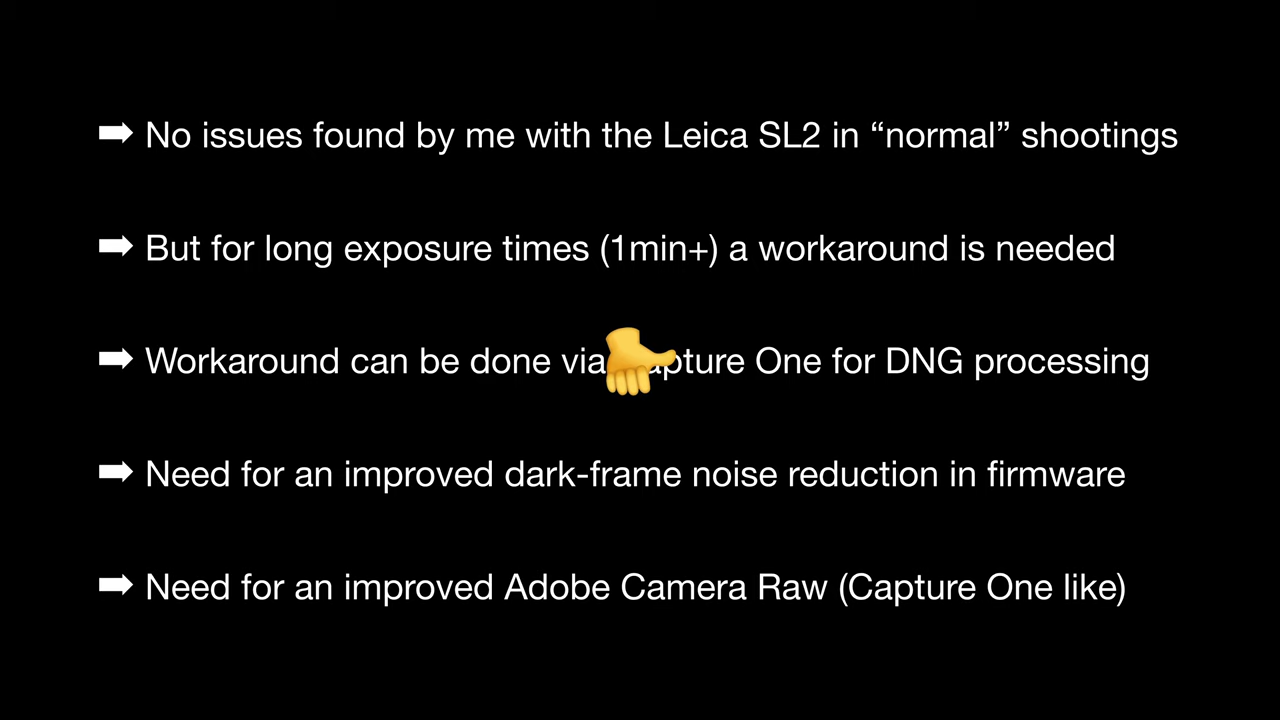 ➡ No issues found by me with the Leica SL2 in “normal” shootings
➡ But for long exposure times (1min+) a workaround is needed
➡ Workaround can be done via Capture One for DNG processing
➡ Need for an improved dark-frame noise reduction in firmware
➡ Need for an improved Adobe Camera Raw (Capture One like)